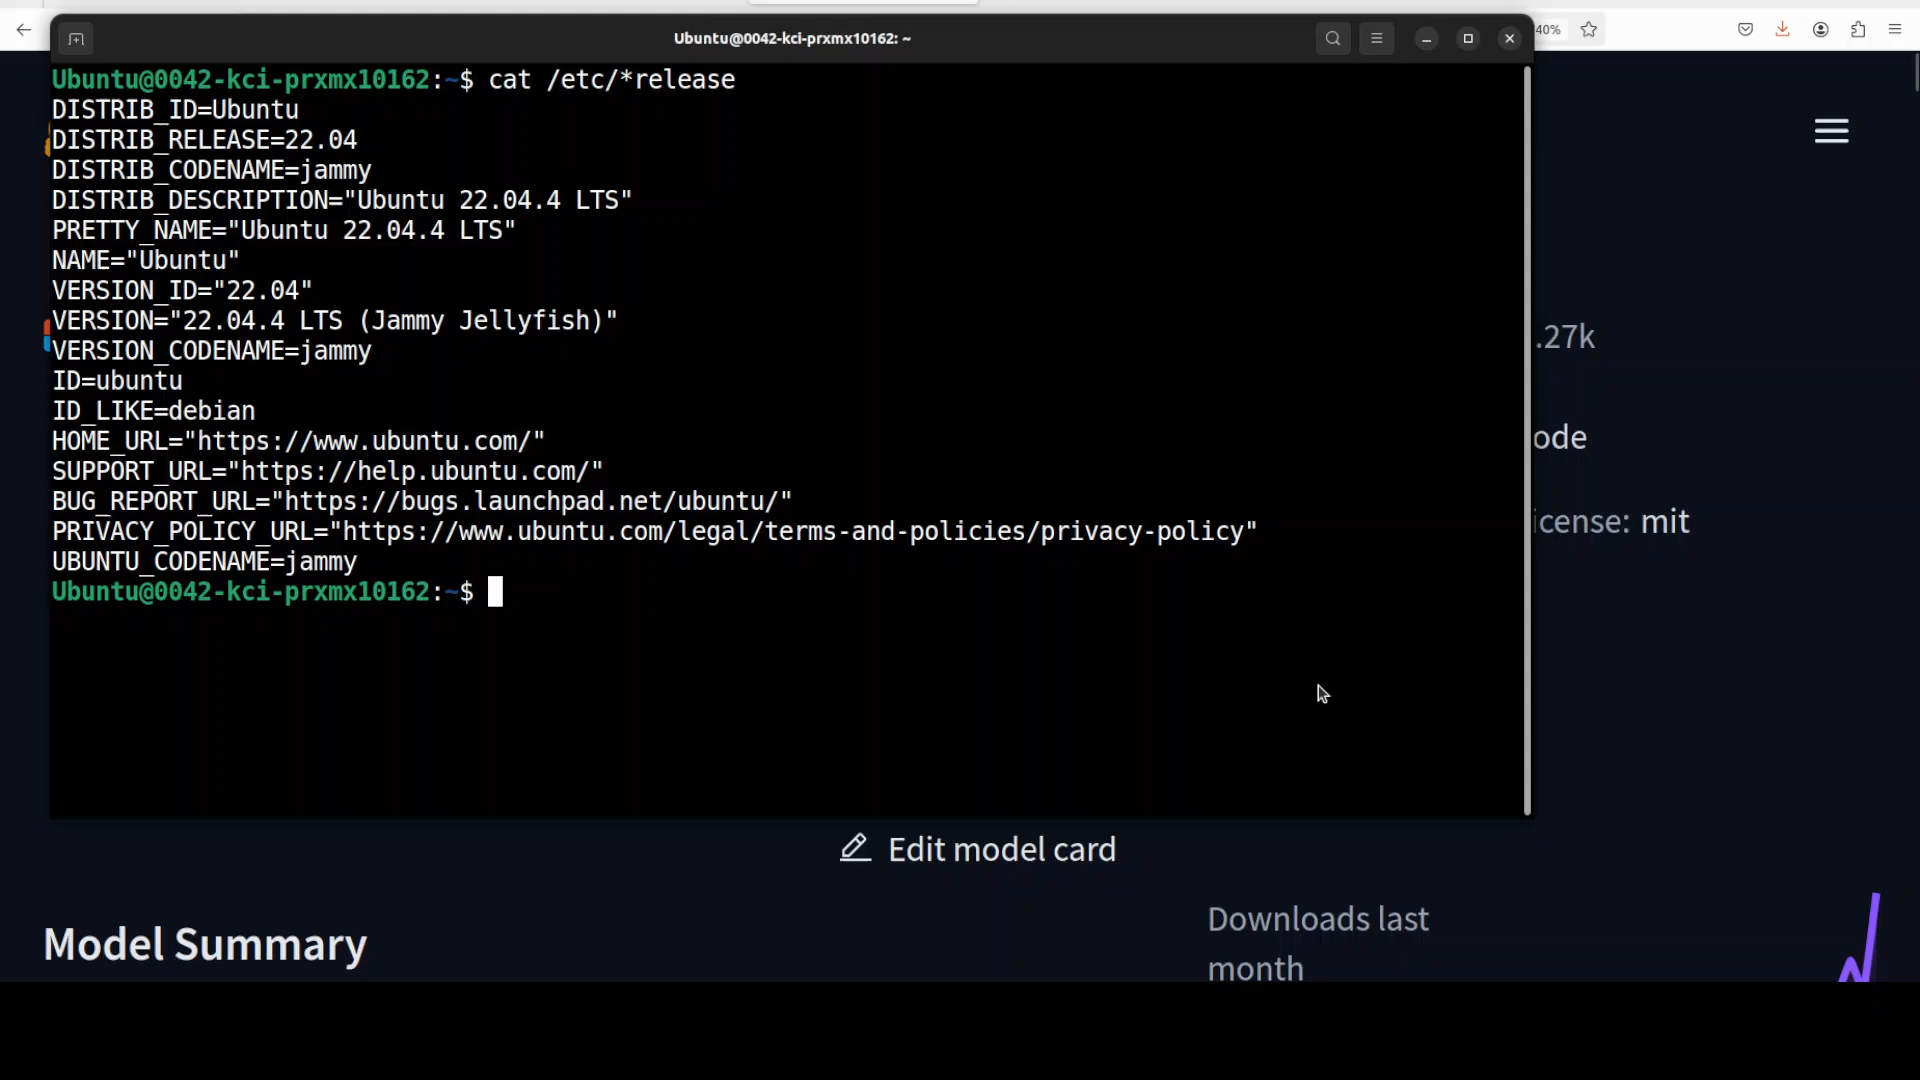 Ubuntu@0042-kci-prxmx10162: ~
40%
Ubuntu@0042-kci-prxmx10162:~$ cat /etc/*release
DISTRIB_ID=Ubuntu
DISTRIB_RELEASE=22.04
DISTRIB_CODENAME=jammy
DISTRIB_DESCRIPTION="Ubuntu 22.04.4 LTS"
PRETTY_NAME="Ubuntu 22.04.4 LTS"
NAME="Ubuntu"
VERSION_ID="22.04"
VERSION="22.04.4 LTS (Jammy Jellyfish)"
VERSION_CODENAME=jammy
ID=ubuntu
ID_LIKE=debian
HOME_URL="https://www.ubuntu.com/"
SUPPORT_URL="https://help.ubuntu.com/"
BUG_REPORT_URL="https://bugs.launchpad.net/ubuntu/"
PRIVACY_POLICY_URL="https://www.ubuntu.com/legal/terms-and-policies/privacy-policy"
UBUNTU_CODENAME=jammy
Ubuntu@0042-kci-prxmx10162:~$
.27k
ode
icense: mit
Edit model card
Model Summary
Downloads last
month